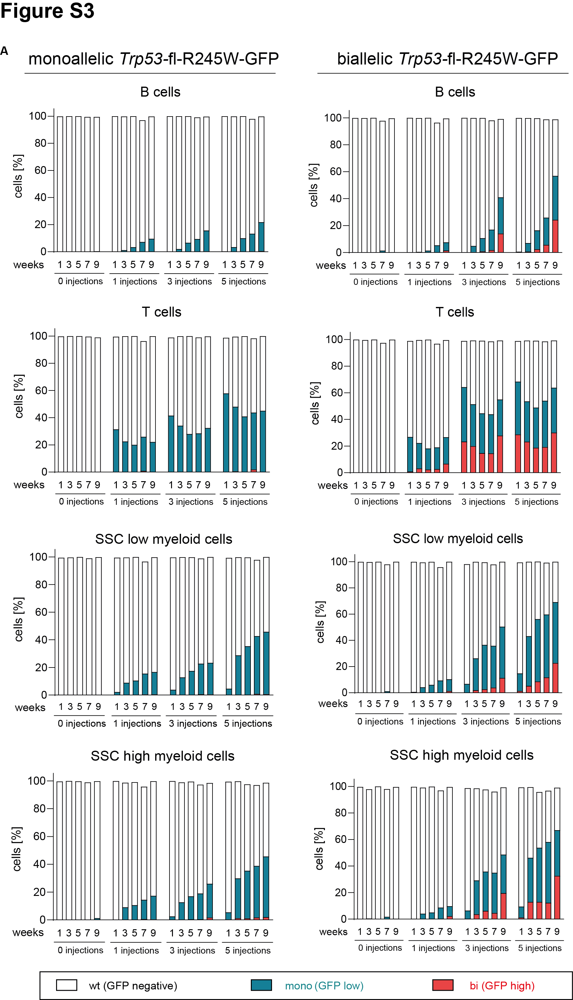 Figure S3
A
monoallelic Trp53-fl-R245W-GFP
biallelic Trp53-fl-R245W-GFP
B cells
B cells
cells [%]
100
80
60
40
20
0
weeks 1 3 5 7 9 1 3 5 7 9 1 3 5 7 9 1 3 5 7 9
0 injections 1 injections 3 injections 5 injections
cells [%]
100
80
60
40
20
0
weeks 1 3 5 7 9 1 3 5 7 9 1 3 5 7 9 1 3 5 7 9
0 injections 1 injections 3 injections 5 injections
T cells
T cells
cells [%]
100
80
60
40
20
0
weeks 1 3 5 7 9 1 3 5 7 9 1 3 5 7 9 1 3 5 7 9
0 injections 1 injections 3 injections 5 injections
cells [%]
100
80
60
40
20
0
weeks 1 3 5 7 9 1 3 5 7 9 1 3 5 7 9 1 3 5 7 9
0 injections 1 injections 3 injections 5 injections
SSC low myeloid cells
SSC low myeloid cells
cells [%]
100
80
60
40
20
0
weeks 1 3 5 7 9 1 3 5 7 9 1 3 5 7 9 1 3 5 7 9
0 injections 1 injections 3 injections 5 injections
cells [%]
100
80
60
40
20
0
weeks 1 3 5 7 9 1 3 5 7 9 1 3 5 7 9 1 3 5 7 9
0 injections 1 injections 3 injections 5 injections
SSC high myeloid cells
SSC high myeloid cells
cells [%]
100
80
60
40
20
0
weeks 1 3 5 7 9 1 3 5 7 9 1 3 5 7 9 1 3 5 7 9
0 injections 1 injections 3 injections 5 injections
cells [%]
100
80
60
40
20
0
weeks 1 3 5 7 9 1 3 5 7 9 1 3 5 7 9 1 3 5 7 9
0 injections 1 injections 3 injections 5 injections
wt (GFP negative) mono (GFP low) bi (GFP high)